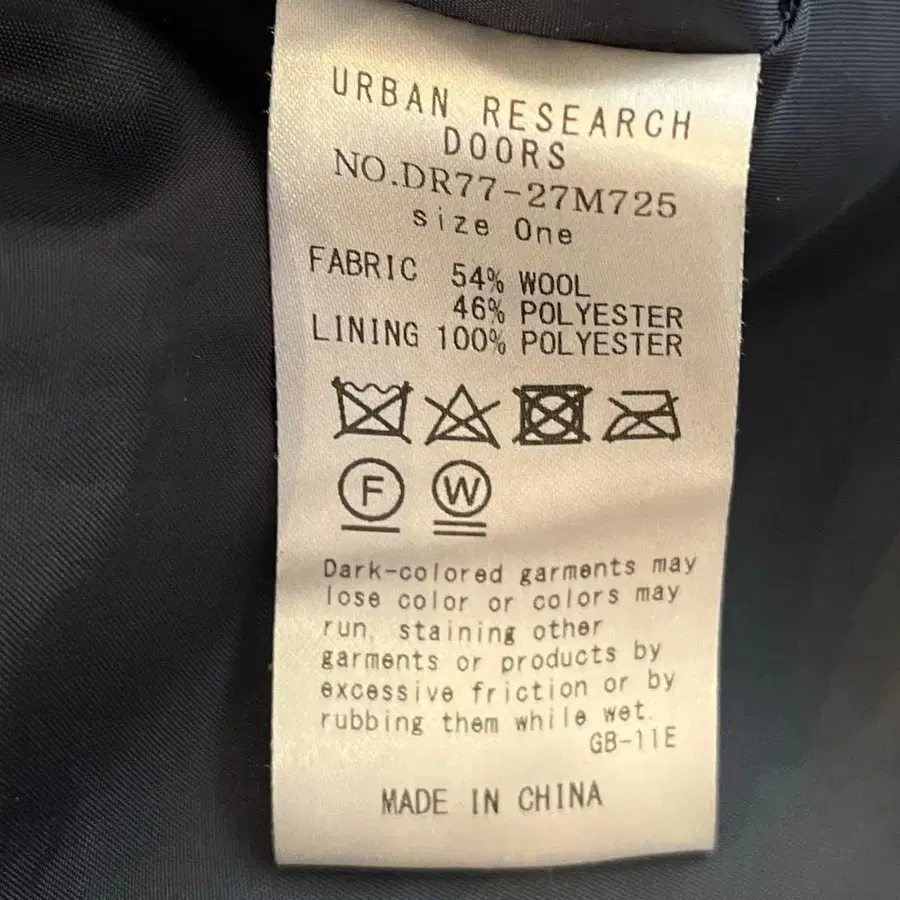 URBAN RESEARCH
DOORS
NO.DR77-27M725
size One
FABRIC 54% WOOL
46% POLYESTER
LINING 100% POLYESTER
F W
Dark-colored garments may
lose color or colors may
run, staining other
garments or products by
excessive friction or by
rubbing them while wet.
GB-11E
MADE IN CHINA